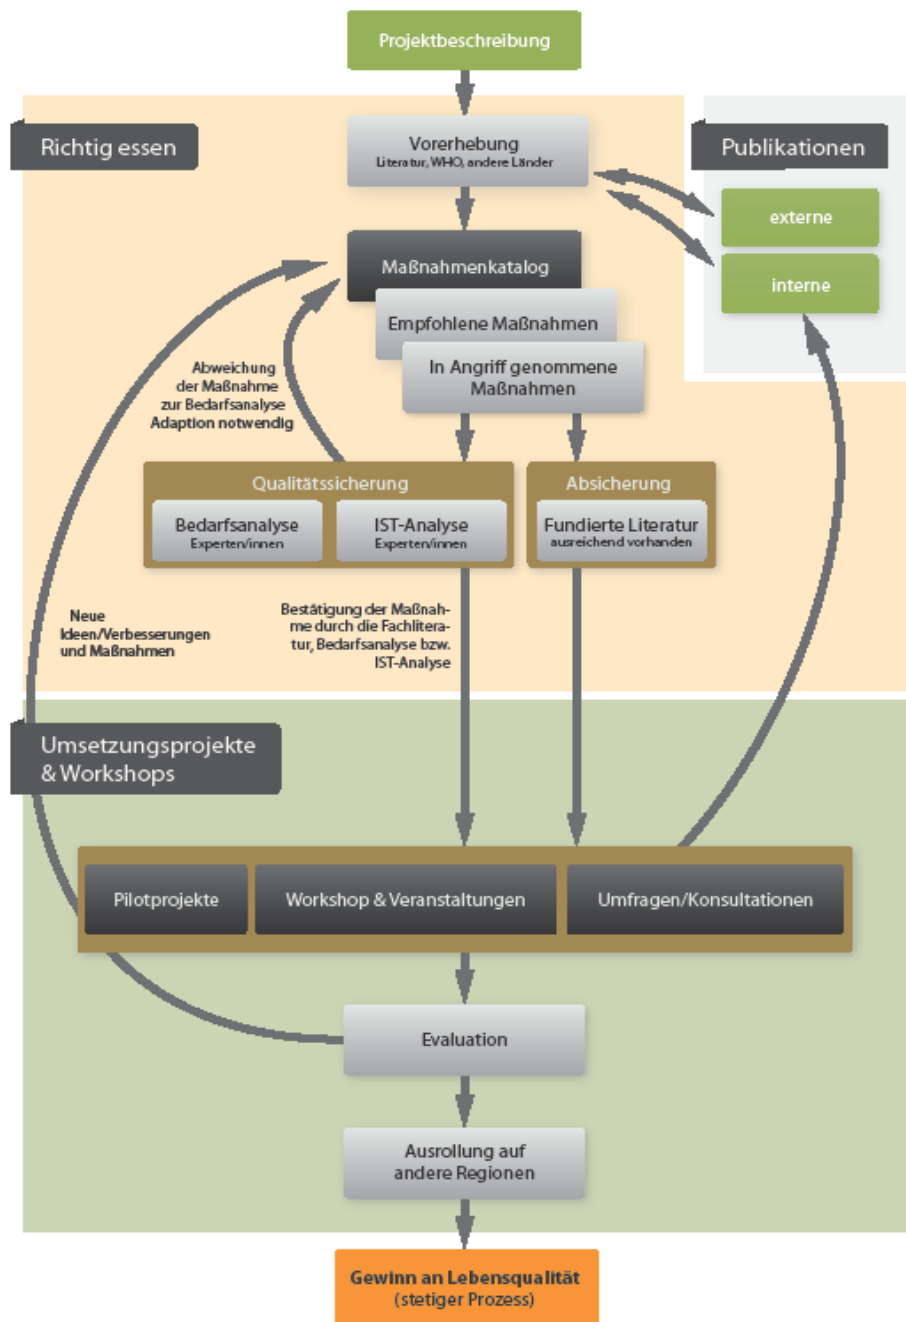 Projektbeschreibung
Richtig essen
Vorerhebung
Literatur, WHO, andere Länder
Publikationen
externe
interne
Maßnahmenkatalog
Empfohlene Maßnahmen
In Angriff genommene
Maßnahmen
Abweichung
der Maßnahme
zur Bedarfsanalyse
Adaption notwendig
Qualitätssicherung
Bedarfsanalyse
Experten/innen
IST-Analyse
Experten/innen
Absicherung
Fundierte Literatur
ausreichend vorhanden
Neue
Ideen/Verbesserungen
und Maßnahmen
Bestätigung der Maßnah-
me durch die Fachlitera-
tur, Bedarfsanalyse bzw.
IST-Analyse
Umsetzungsprojekte
& Workshops
Pilotprojekte
Workshop & Veranstaltungen
Umfragen/Konsultationen
Evaluation
Ausrollung auf
andere Regionen
Gewinn an Lebensqualität
(stetiger Prozess)